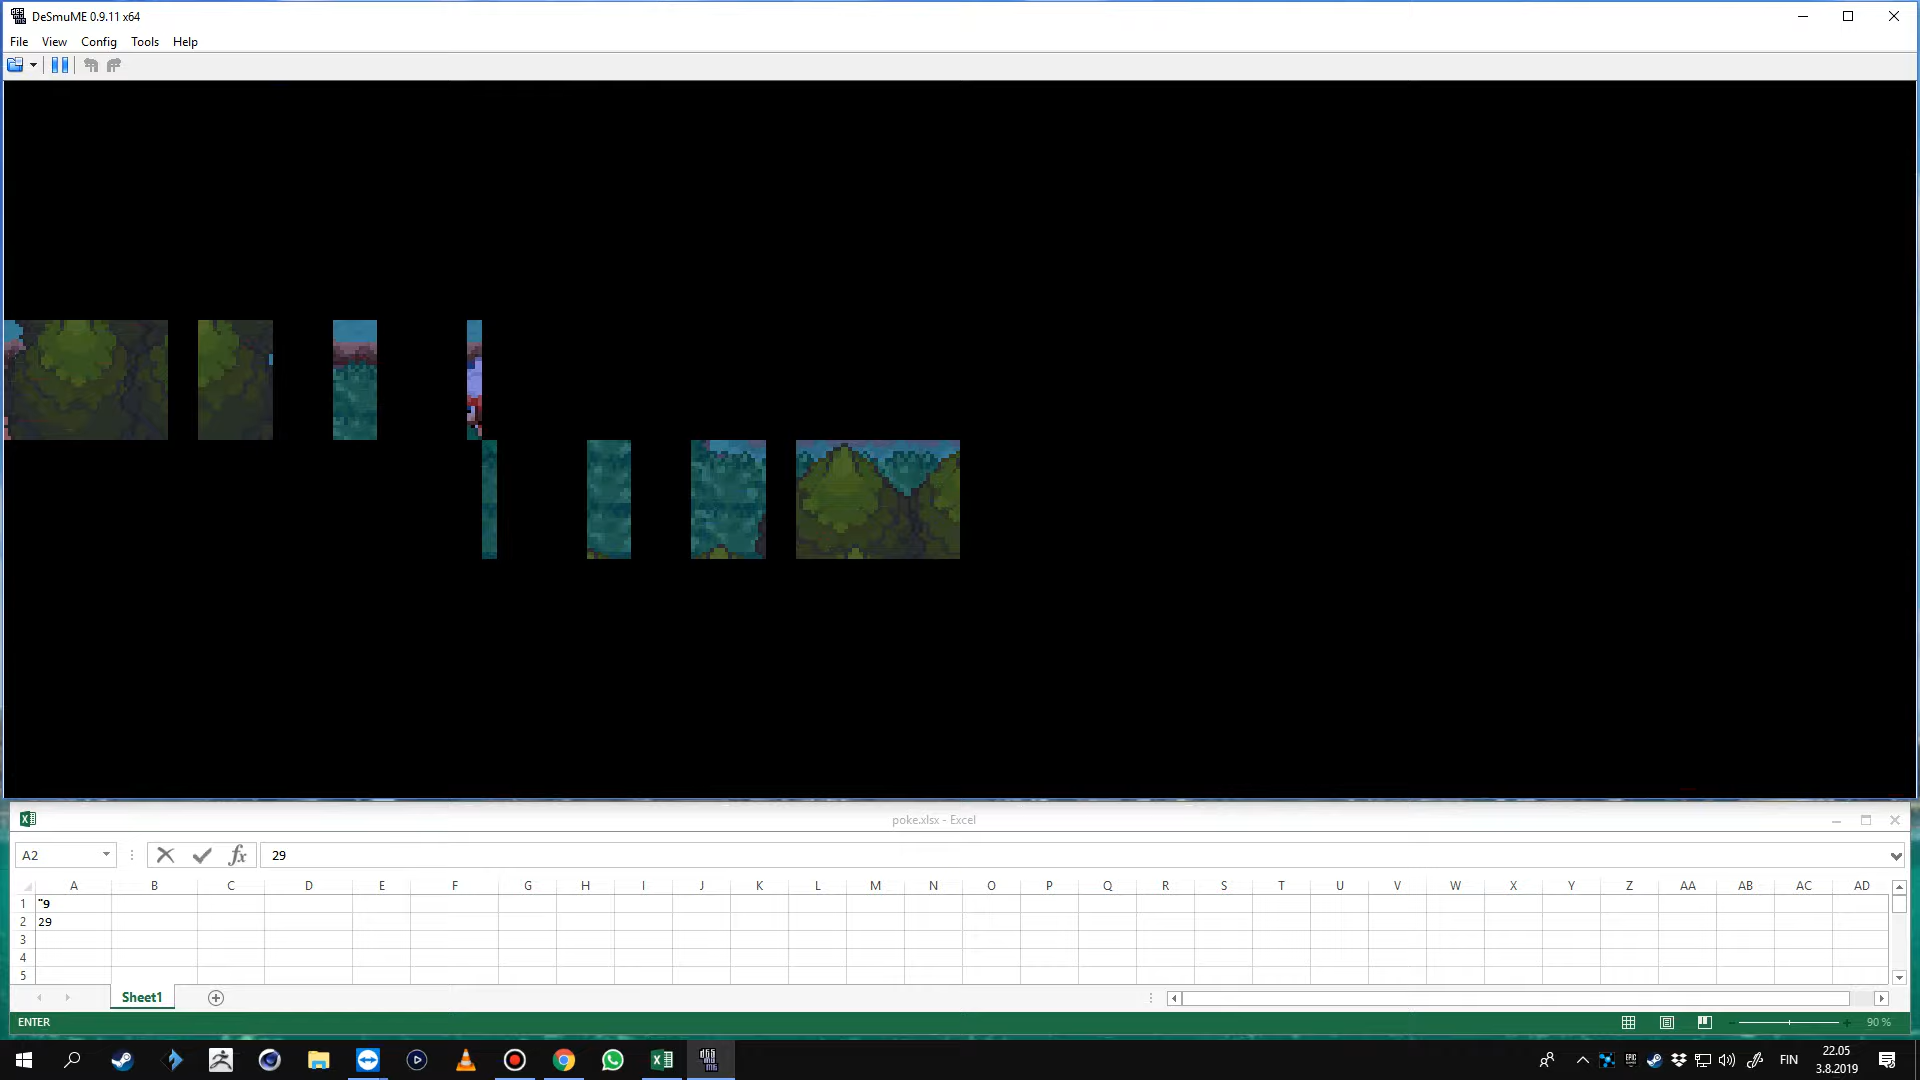 DeSmuME 0.9.11 x64
File View Config Tools Help
poke.xlsx - Excel
A2 fx 29
A B C D E F G H I J K L M N O P Q R S T U V W X Y Z AA AB AC AD
1 ¨9
2 29
3
4
5
Sheet1
ENTER 90 %
FIN 22.05
3.8.2019